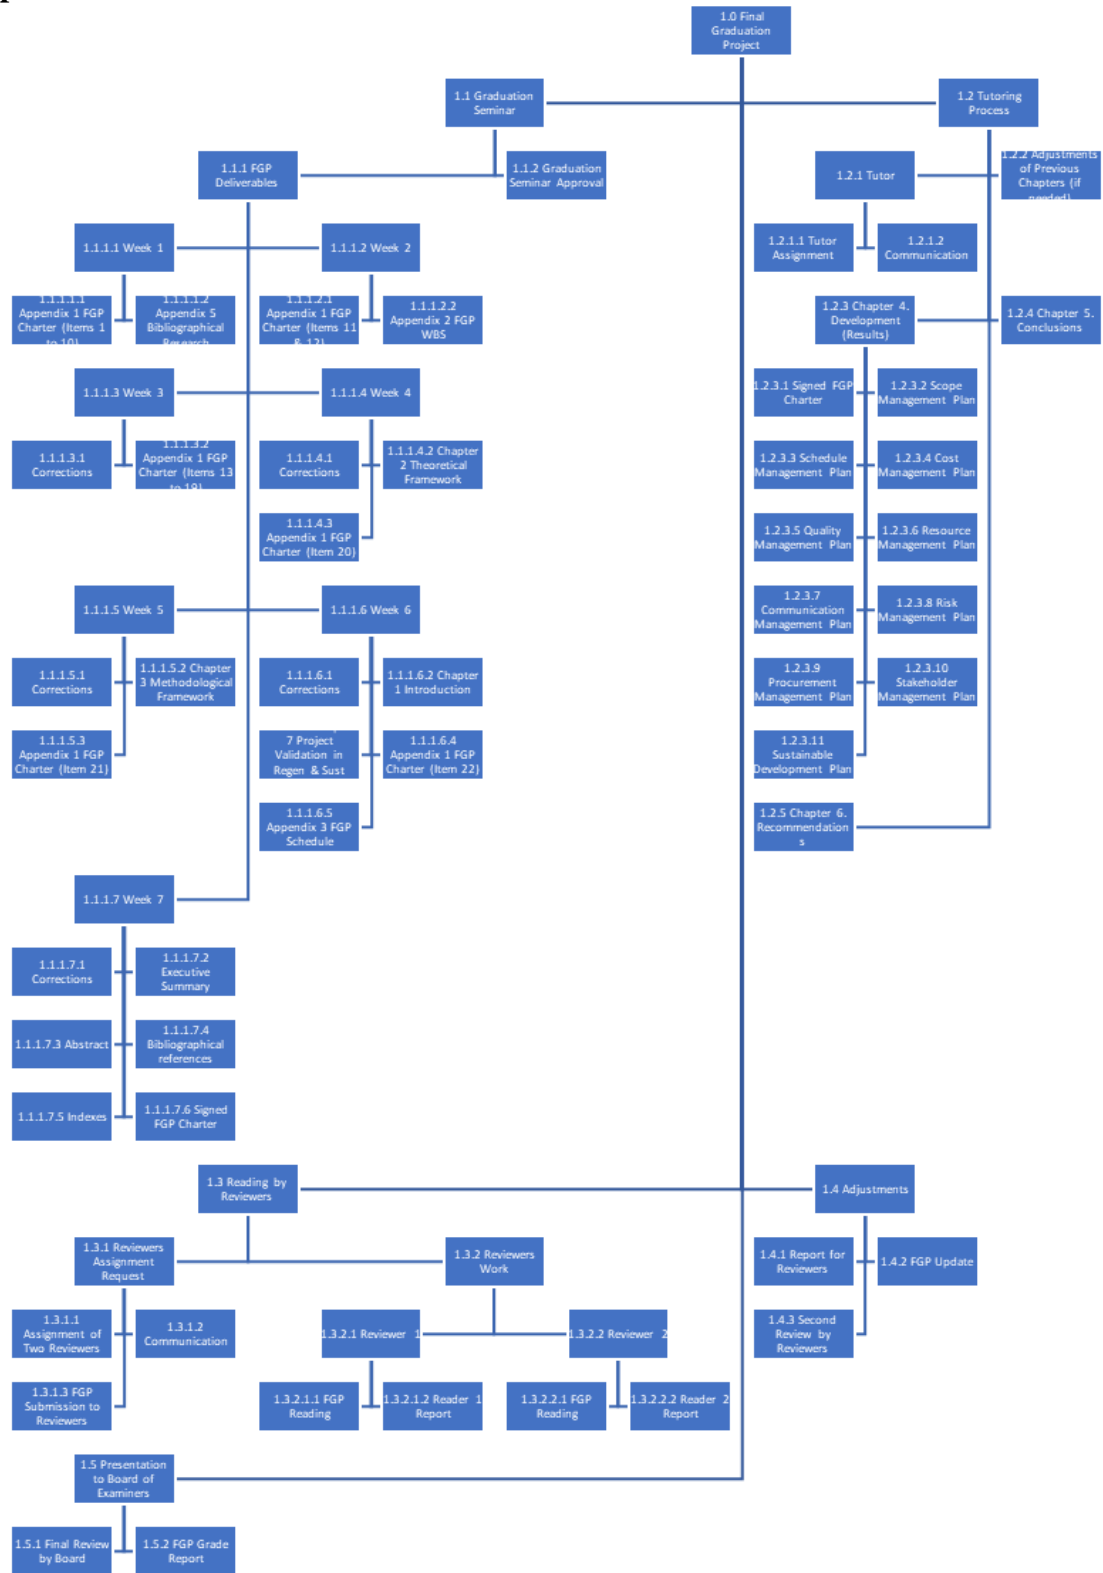 1.0 Final
Graduation
Project
1.1 Graduation
Seminar
1.2 Tutoring
Process
1.1.1 FGP
Deliverables
1.1.2 Graduation
Seminar Approval
1.2.1 Tutor
1.2.2 Adjustments
of Previous
Chapters (if
needed)
1.1.1.1 Week 1
1.1.1.2 Week 2
1.2.1.1 Tutor
Assignment
1.2.1.2
Communication
1.1.1.1.1
Appendix 1 FGP
Charter (Items 1
to 10)
1.1.1.1.2
Appendix 5
Bibliographical
Research
1.1.1.2.1
Appendix 1 FGP
Charter (Items 11
& 12)
1.1.1.2.2
Appendix 2 FGP
WBS
1.2.3 Chapter 4.
Development
(Results)
1.2.4 Chapter 5.
Conclusions
1.1.1.3 Week 3
1.1.1.4 Week 4
1.2.3.1 Signed FGP
Charter
1.2.3.2 Scope
Management Plan
1.1.1.3.1
Corrections
1.1.1.3.2
Appendix 1 FGP
Charter (Items 13
to 19)
1.1.1.4.1
Corrections
1.1.1.4.2 Chapter
2 Theoretical
Framework
1.2.3.3 Schedule
Management Plan
1.2.3.4 Cost
Management Plan
1.1.1.4.3
Appendix 1 FGP
Charter (Item 20)
1.2.3.5 Quality
Management Plan
1.2.3.6 Resource
Management Plan
1.1.1.5 Week 5
1.1.1.6 Week 6
1.2.3.7
Communication
Management Plan
1.2.3.8 Risk
Management Plan
1.1.1.5.1
Corrections
1.1.1.5.2 Chapter
3 Methodological
Framework
1.1.1.6.1
Corrections
1.1.1.6.2 Chapter
1 Introduction
1.2.3.9
Procurement
Management Plan
1.2.3.10
Stakeholder
Management Plan
1.1.1.5.3
Appendix 1 FGP
Charter (Item 21)
7 Project
Validation in
Regen & Sust
1.1.1.6.4
Appendix 1 FGP
Charter (Item 22)
1.2.3.11
Sustainable
Development Plan
1.1.1.6.5
Appendix 3 FGP
Schedule
1.2.5 Chapter 6.
Recommendation
s
1.1.1.7 Week 7
1.1.1.7.1
Corrections
1.1.1.7.2
Executive
Summary
1.1.1.7.3 Abstract
1.1.1.7.4
Bibliographical
references
1.1.1.7.5 Indexes
1.1.1.7.6 Signed
FGP Charter
1.3 Reading by
Reviewers
1.4 Adjustments
1.3.1 Reviewers
Assignment
Request
1.3.2 Reviewers
Work
1.4.1 Report for
Reviewers
1.4.2 FGP Update
1.3.1.1
Assignment of
Two Reviewers
1.3.1.2
Communication
1.3.2.1 Reviewer 1
1.3.2.2 Reviewer 2
1.4.3 Second
Review by
Reviewers
1.3.1.3 FGP
Submission to
Reviewers
1.3.2.1.1 FGP
Reading
1.3.2.1.2 Reader 1
Report
1.3.2.2.1 FGP
Reading
1.3.2.2.2 Reader 2
Report
1.5 Presentation
to Board of
Examiners
1.5.1 Final Review
by Board
1.5.2 FGP Grade
Report